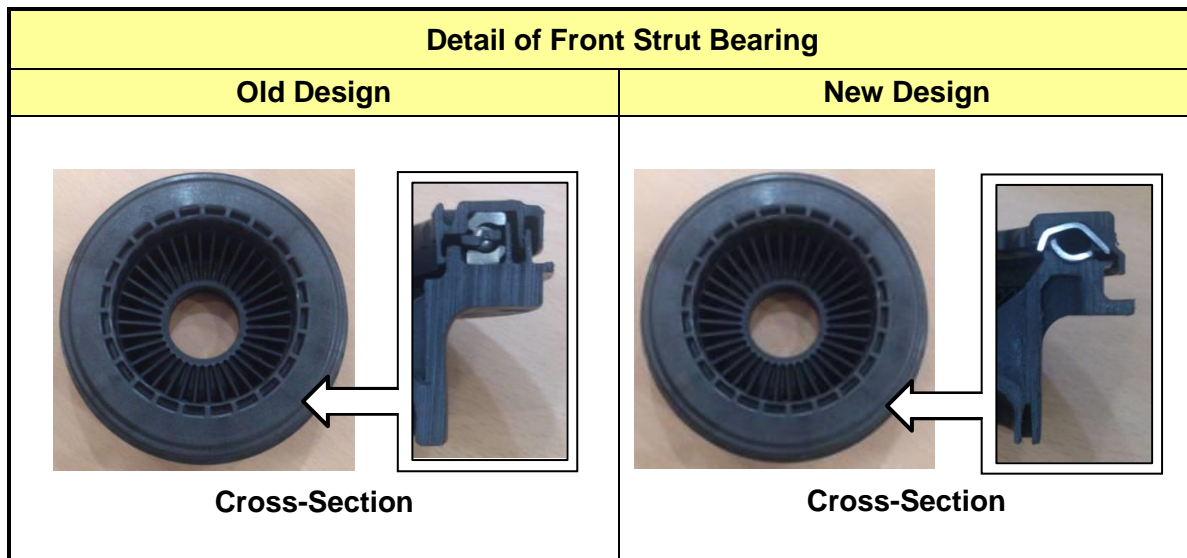 Detail of Front Strut Bearing
Old Design
New Design
Cross-Section
Cross-Section